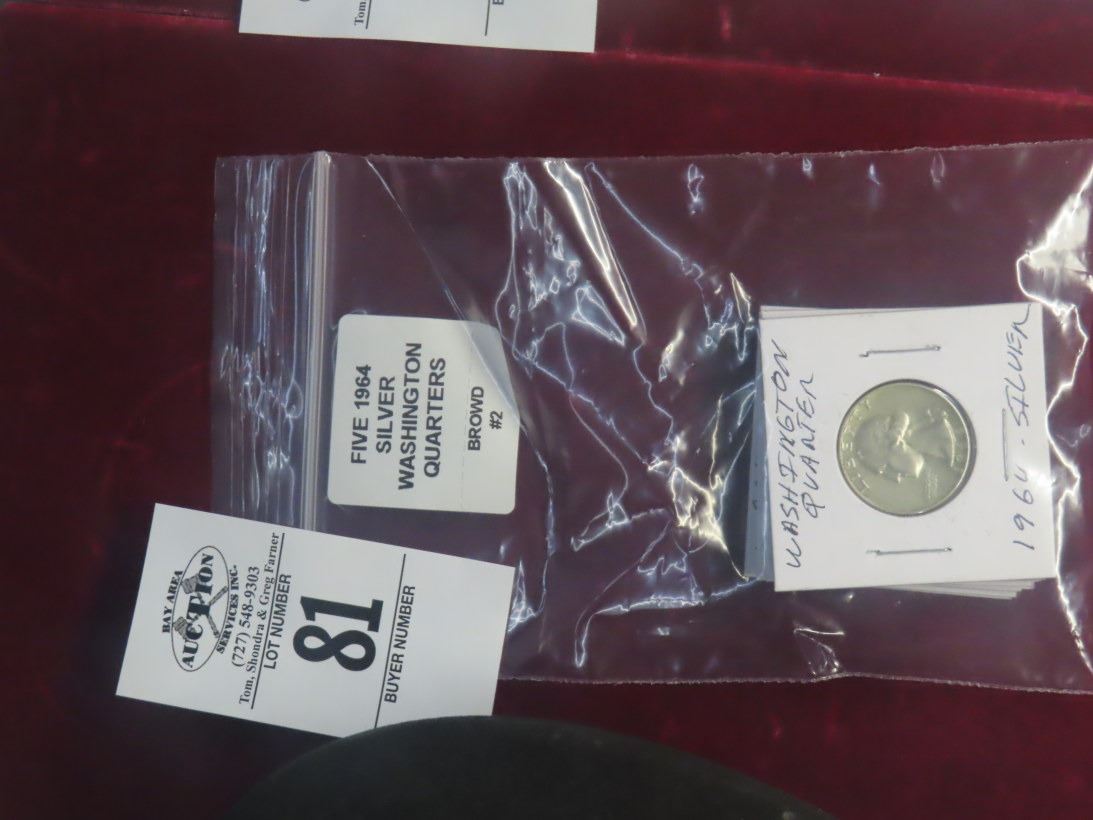 Tom
FIVE 1964
SILVER
WASHINGTON
QUARTERS
BROWD
#2
WASHINGTON
QUARTER
LIBERTY
1964 - SILVER
BAY AREA
AUCTION
SERVICES INC.
(727) 548-9303
Tom, Shondra & Greg Farner
LOT NUMBER
81
BUYER NUMBER